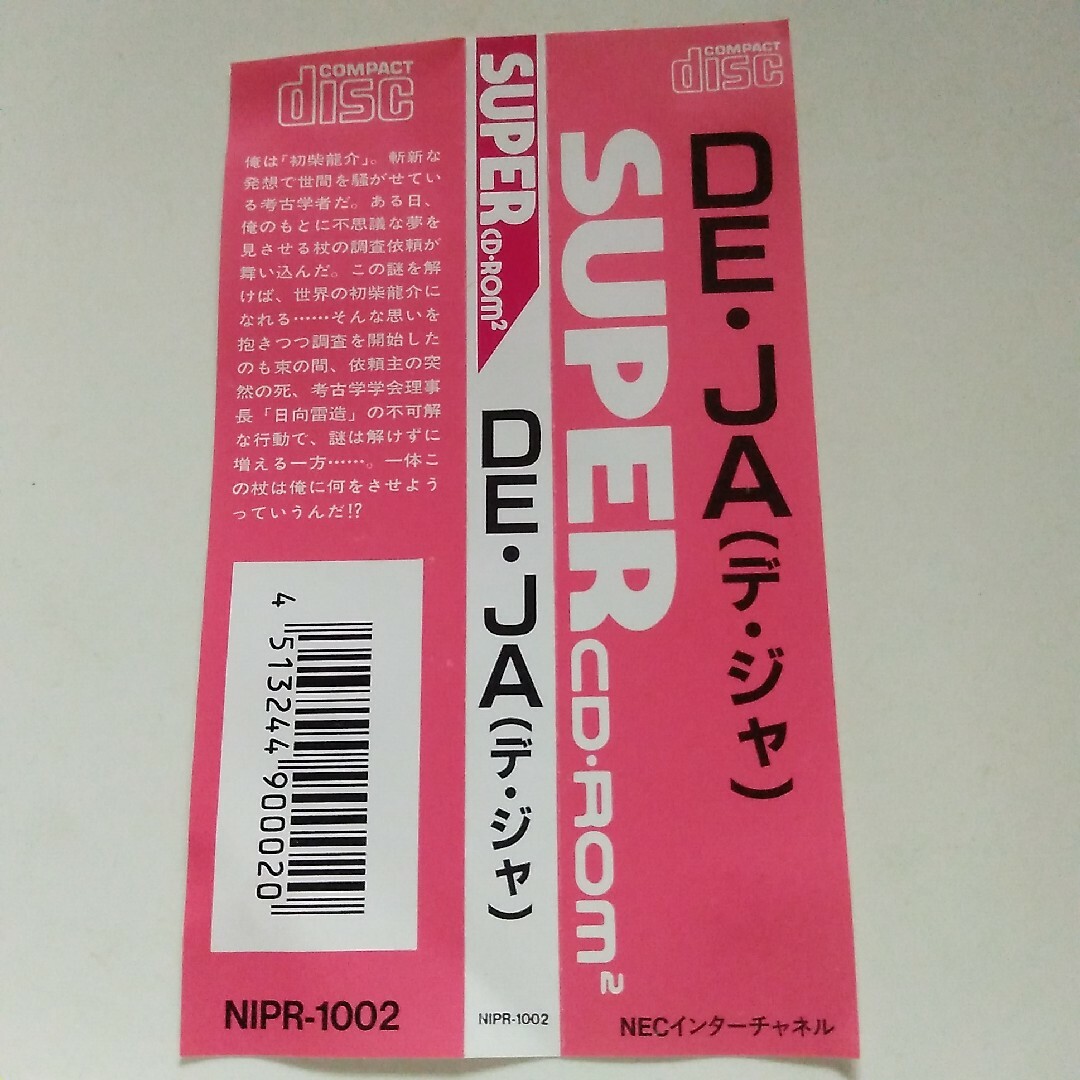 COMPACT
disc
俺は「初柴龍介」。斬新な
発想で世間を騒がせてい
る考古学者だ。ある日、
俺のもとに不思議な夢を
見させる杖の調査依頼が
舞い込んだ。この謎を解
けば、世界の初柴龍介に
なれる……そんな思いを
抱きつつ調査を開始した
のも束の間、依頼主の突
然の死、考古学学会理事
長「日向雷造」の不可解
な行動で、謎は解けずに
増える一方……。一体こ
の杖は俺に何をさせよう
っていうんだ!?
4 513244 900020
NIPR-1002
SUPER CD・ROM2
DE・JA(デ・ジャ)
NIPR-1002
SUPER CD・ROM2
COMPACT
disc
DE・JA(デ・ジャ)
NECインターチャネル